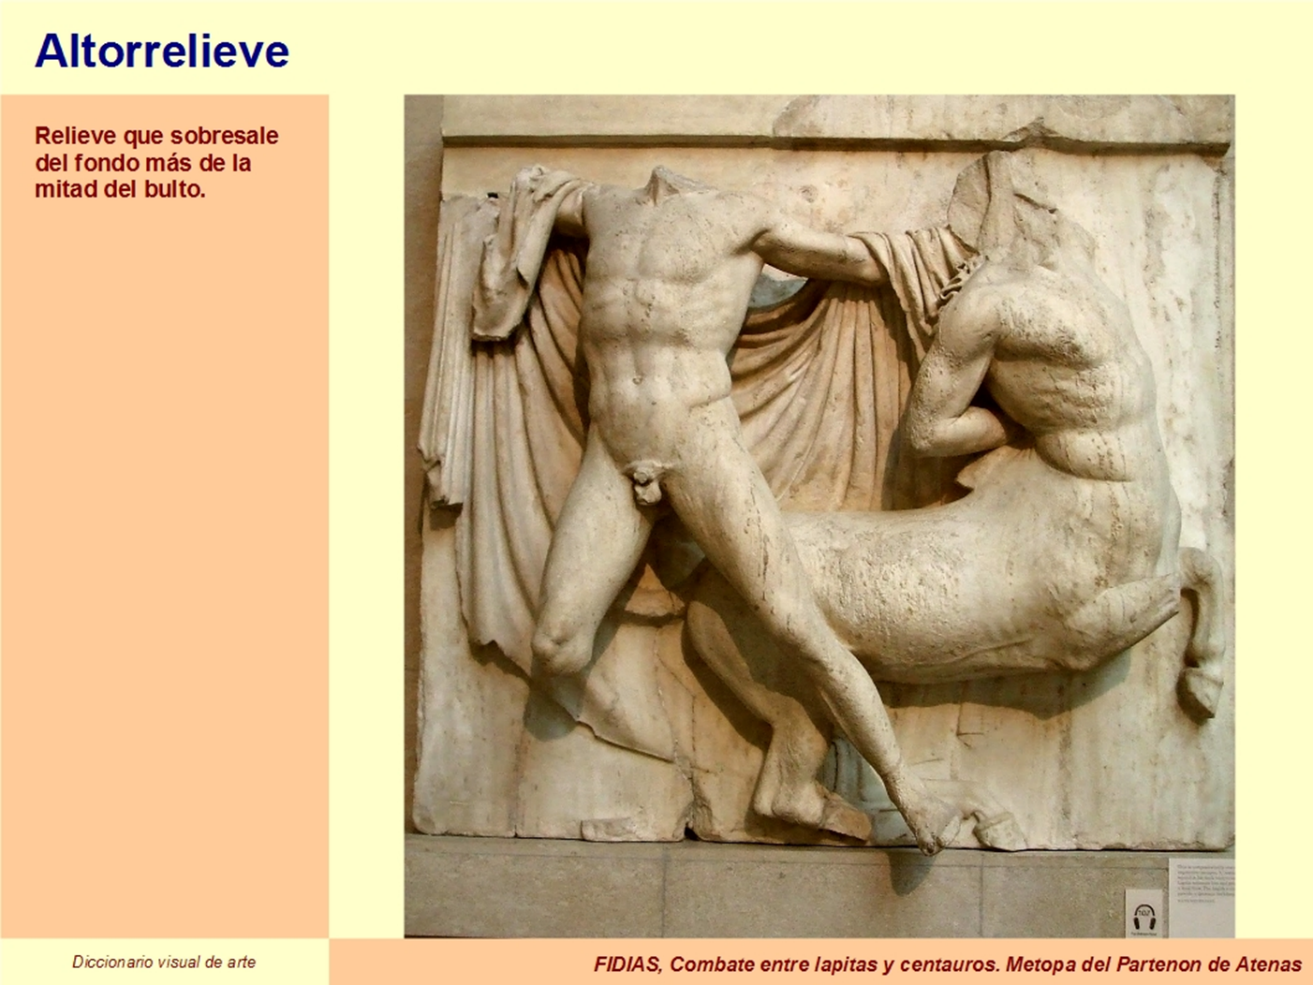 Altorrelieve
Relieve que sobresale
del fondo más de la
mitad del bulto.
Diccionario visual de arte
FIDIAS, Combate entre lapitas y centauros. Metopa del Partenon de Atenas